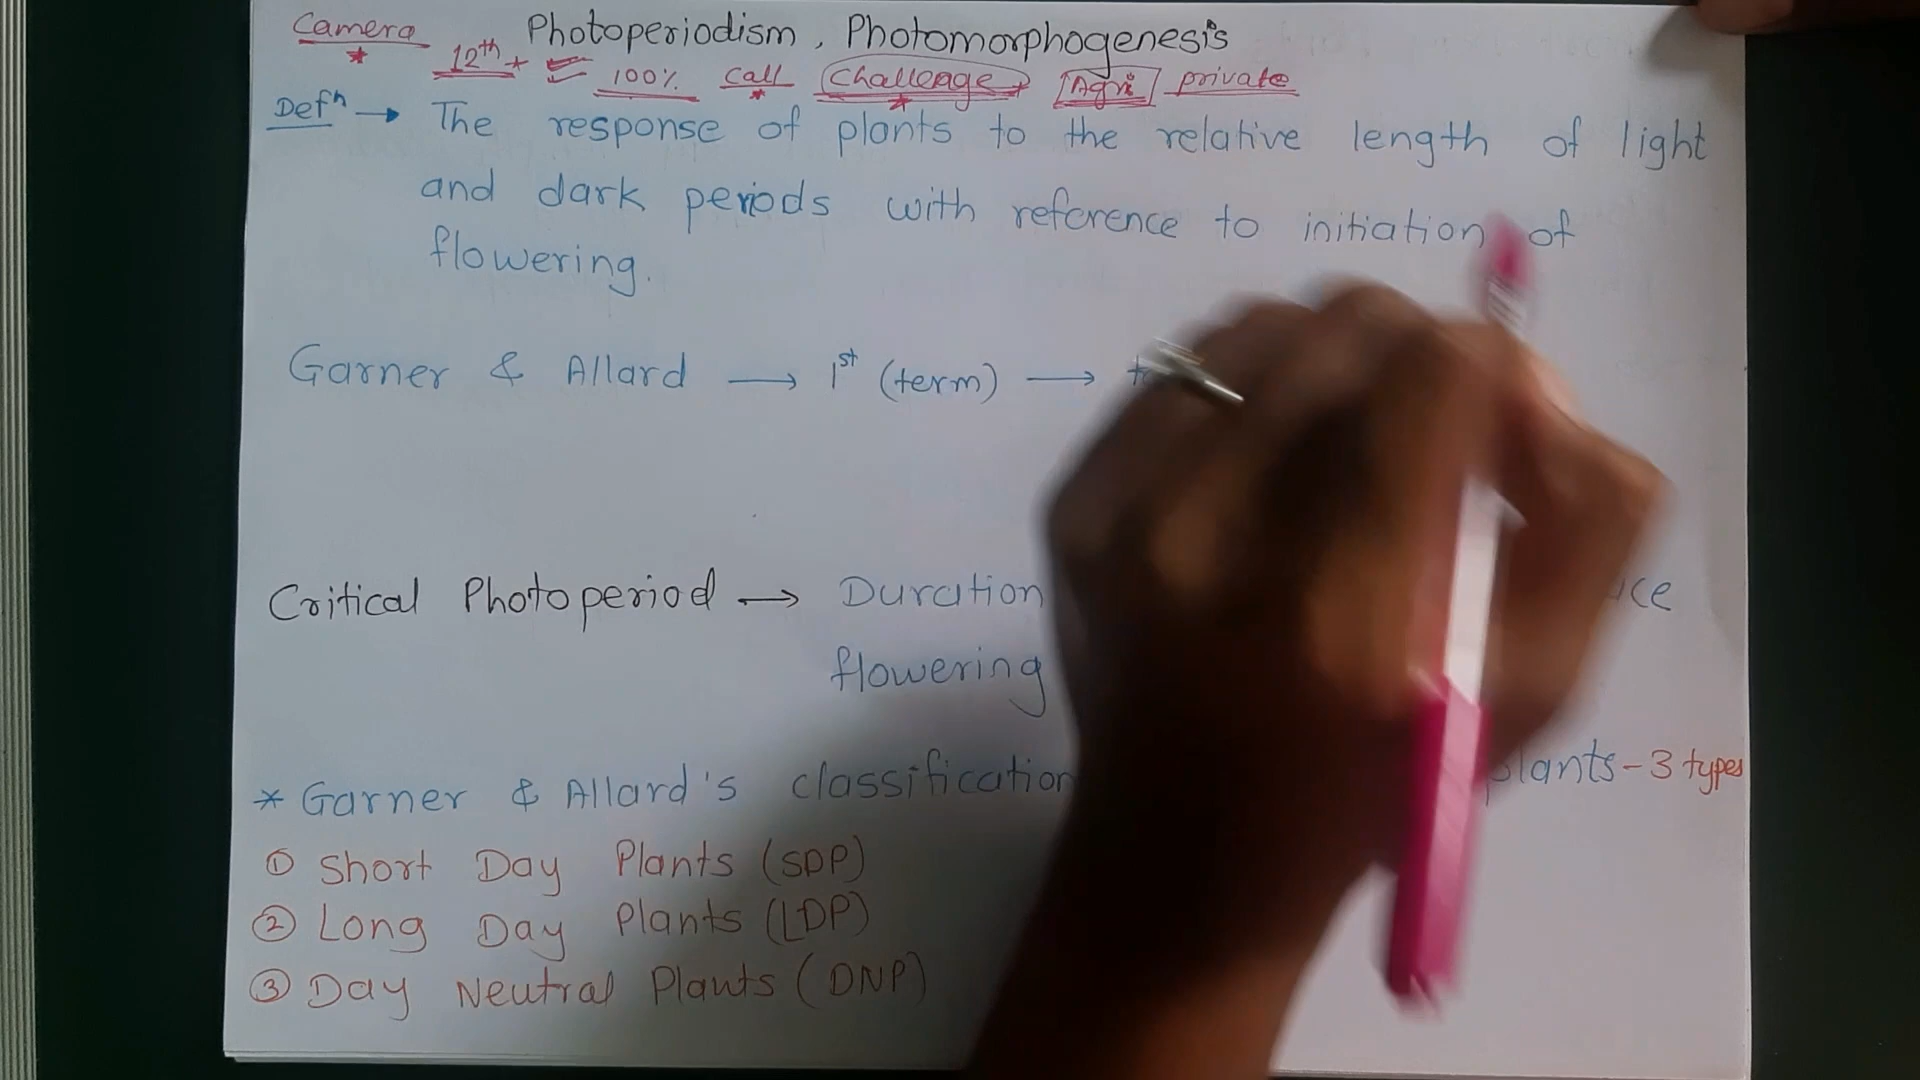 Camera Photoperiodism, Photomorphogenesis
12th 100% Call Challenge Agri private
Defn → The response of plants to the relative length of light
and dark periods with reference to initiation of
flowering.
Garner & Allard → 1st (term) →
Critical Photoperiod → Duration
flowering
* Garner & Allard's classification plants - 3 types
① Short Day Plants (SDP)
② Long Day Plants (LDP)
③ Day Neutral Plants (DNP)